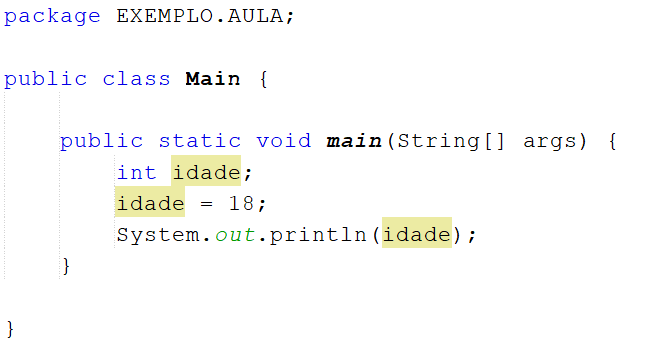 package EXEMPLO.AULA;
public class Main {
public static void main(String[] args) {
int idade;
idade = 18;
System.out.println(idade);
}
}